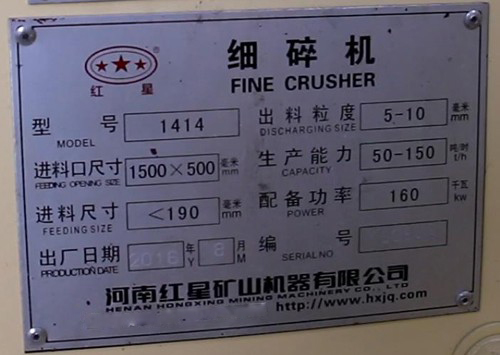 细碎机
FINE CRUSHER
红星
型号 1414
MODEL
出料粒度 5-10 毫米 mm
DISCHARGING SIZE
进料口尺寸 1500×500 毫米 mm
FEEDING OPENING SIZE
生产能力 50-150 吨/时 t/h
CAPACITY
进料尺寸 <190 毫米 mm
FEEDING SIZE
配备功率 160 千瓦 kw
POWER
出厂日期 2016 年 Y 8 月 M
PRODUCTION DATE
编号
SERIAL NO
河南红星矿山机器有限公司
HENAN HONGXING MINING MACHINERY CO., LTD
http://www.hxjq.com